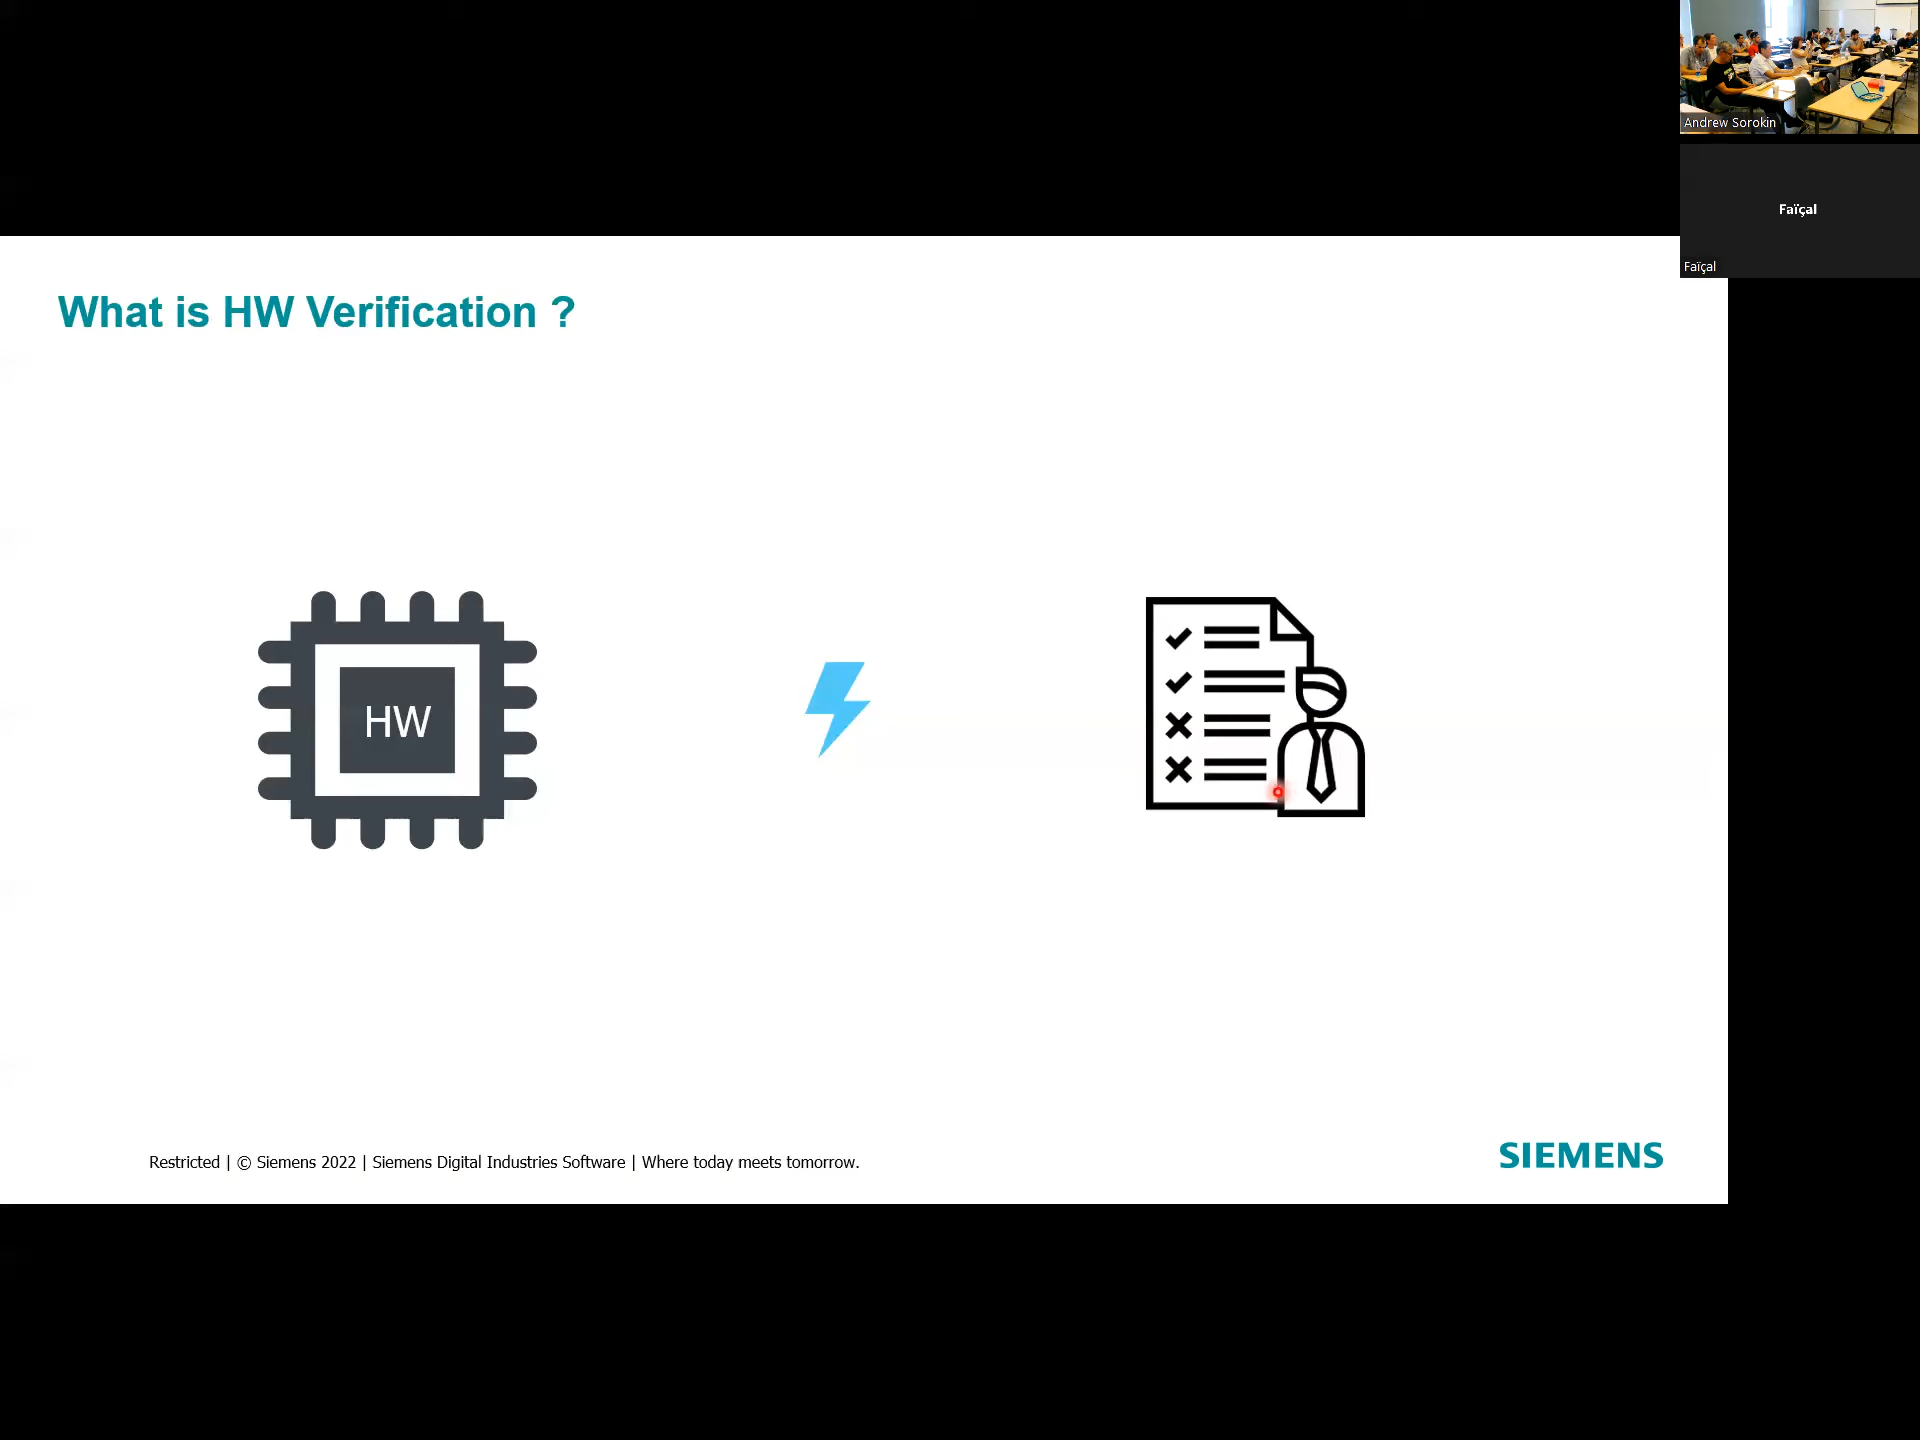 Andrew Sorokin
Faïçal
Faïçal
What is HW Verification ?
HW
Restricted | © Siemens 2022 | Siemens Digital Industries Software | Where today meets tomorrow.
SIEMENS